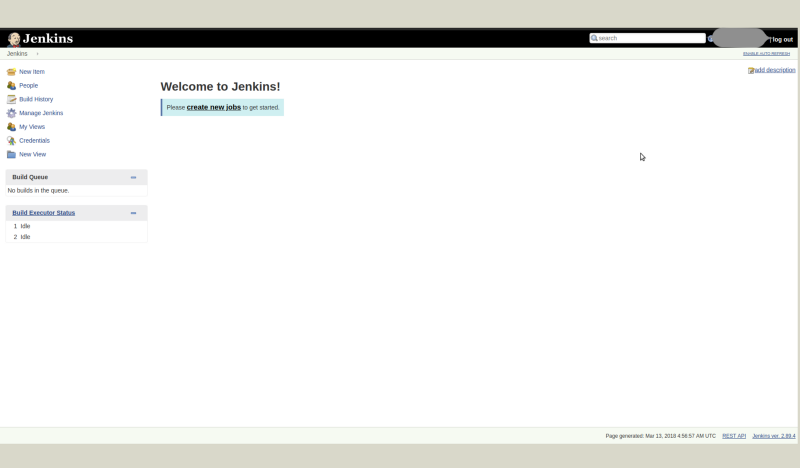 Jenkins
search
log out
Jenkins
ENABLE AUTO REFRESH
New Item
People
Build History
Manage Jenkins
My Views
Credentials
New View
add description
Welcome to Jenkins!
Please create new jobs to get started.
Build Queue
No builds in the queue.
Build Executor Status
1 Idle
2 Idle
Page generated: Mar 13, 2018 4:56:57 AM UTC REST API Jenkins ver. 2.89.4